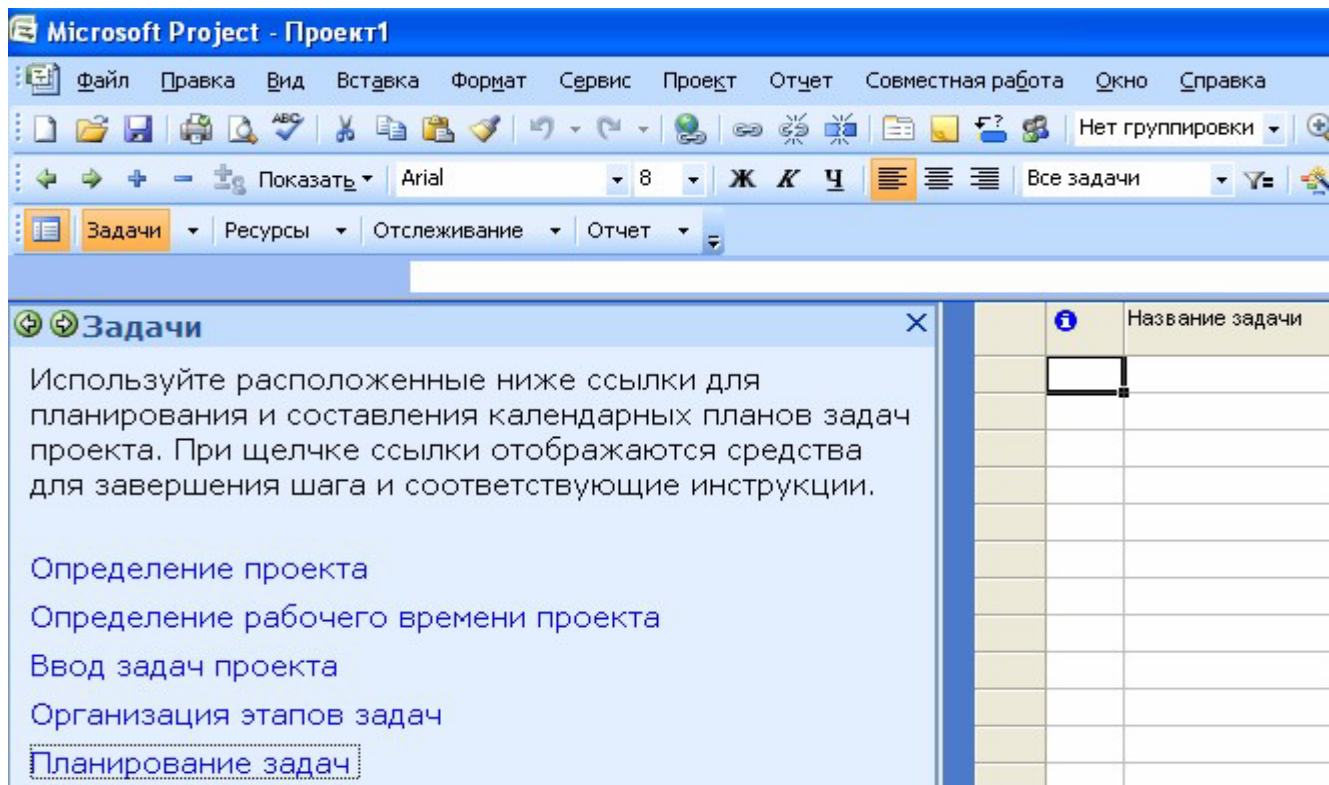 Microsoft Project - Проект1
Файл Правка Вид Вставка Формат Сервис Проект Отчет Совместная работа Окно Справка
ABC Нет группировки
Показать Arial 8 Ж К Ч Все задачи
Задачи Ресурсы Отслеживание Отчет
Задачи
Название задачи
Используйте расположенные ниже ссылки для
планирования и составления календарных планов задач
проекта. При щелчке ссылки отображаются средства
для завершения шага и соответствующие инструкции.
Определение проекта
Определение рабочего времени проекта
Ввод задач проекта
Организация этапов задач
Планирование задач